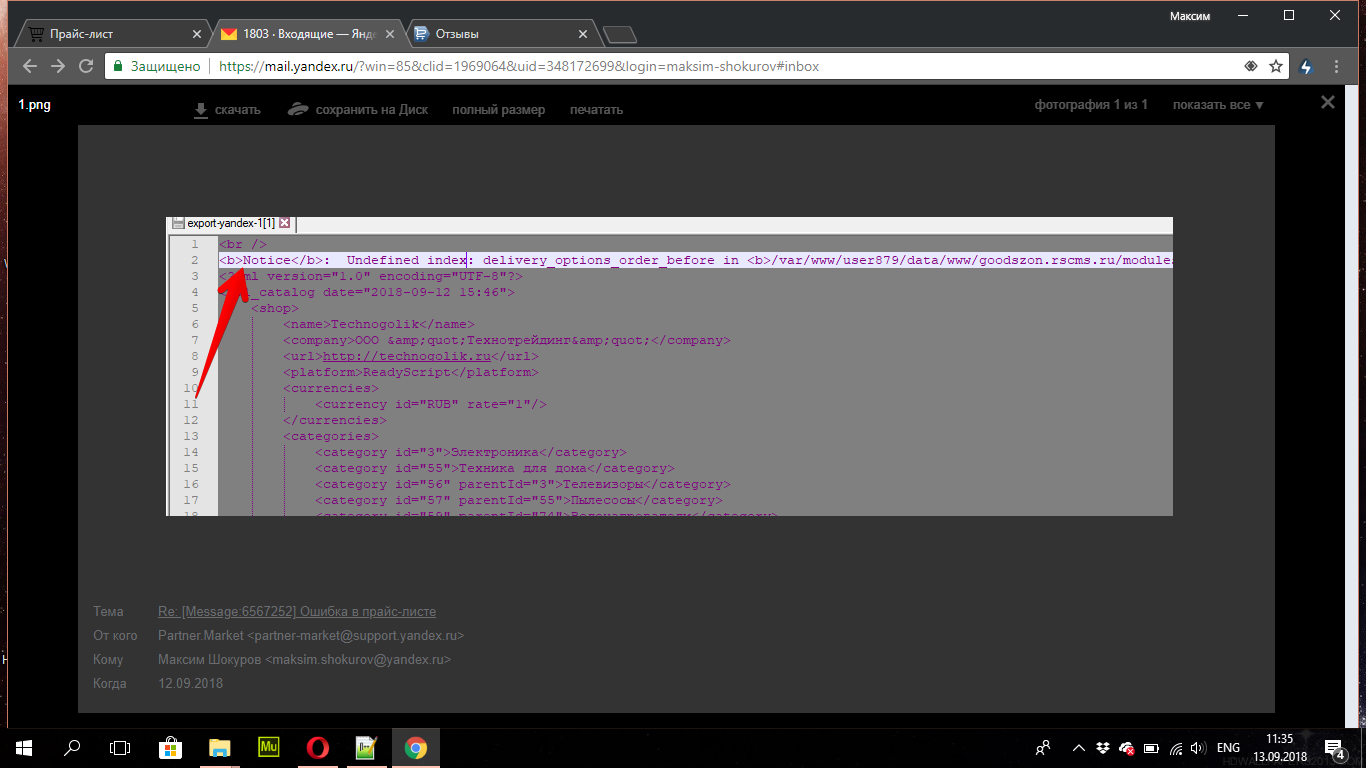 Максим
Прайс-лист
1803 · Входящие — Янде
Отзывы
Защищено
https://mail.yandex.ru/?win=85&clid=1969064&uid=348172699&login=maksim-shokurov#inbox
1.png
скачать
сохранить на Диск
полный размер
печатать
фотография 1 из 1
показать все
export-yandex-1[1]
1 <br />
2 <b>Notice</b>:  Undefined index: delivery_options_order_before in <b>/var/www/user879/data/www/goodszon.rscms.ru/modules
3 <?xml version="1.0" encoding="UTF-8"?>
4 _catalog date="2018-09-12 15:46">
5 <shop>
6 <name>Technogolik</name>
7 <company>ООО &amp;quot;Технотрейдинг&amp;quot;</company>
8 <url>http://technogolik.ru</url>
9 <platform>ReadyScript</platform>
10 <currencies>
11 <currency id="RUB" rate="1"/>
12 </currencies>
13 <categories>
14 <category id="3">Электроника</category>
15 <category id="55">Техника для дома</category>
16 <category id="56" parentId="3">Телевизоры</category>
17 <category id="57" parentId="55">Пылесосы</category>
18
Тема Re: [Message:6567252] Ошибка в прайс-листе
От кого Partner.Market <partner-market@support.yandex.ru>
Кому Максим Шокуров <maksim.shokurov@yandex.ru>
Когда 12.09.2018
Mu
ENG
11:35
13.09.2018
4